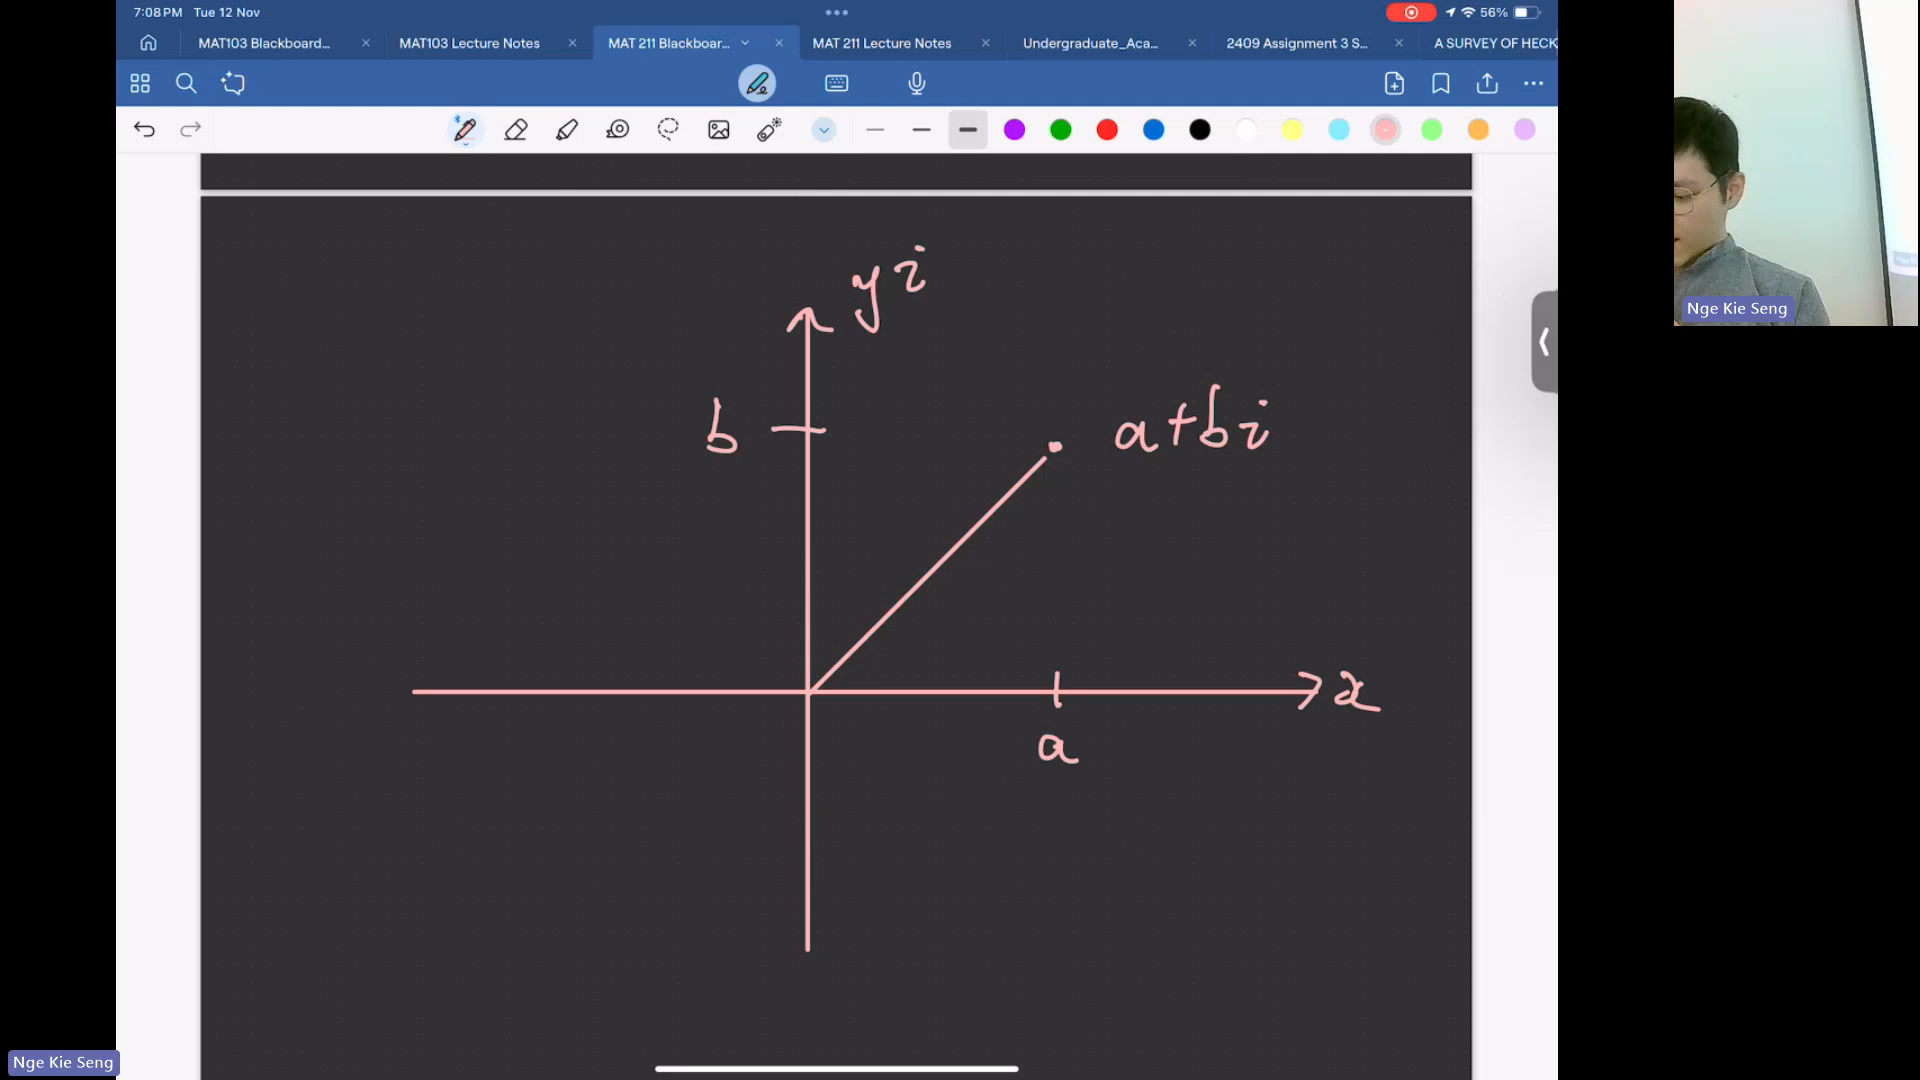 7:08 PM Tue 12 Nov
56%
MAT103 Blackboard...
MAT103 Lecture Notes
MAT 211 Blackboar...
MAT 211 Lecture Notes
Undergraduate_Aca...
2409 Assignment 3 S...
A SURVEY OF HECK
yi
b
a+bi
x
a
Nge Kie Seng
Nge Kie Seng